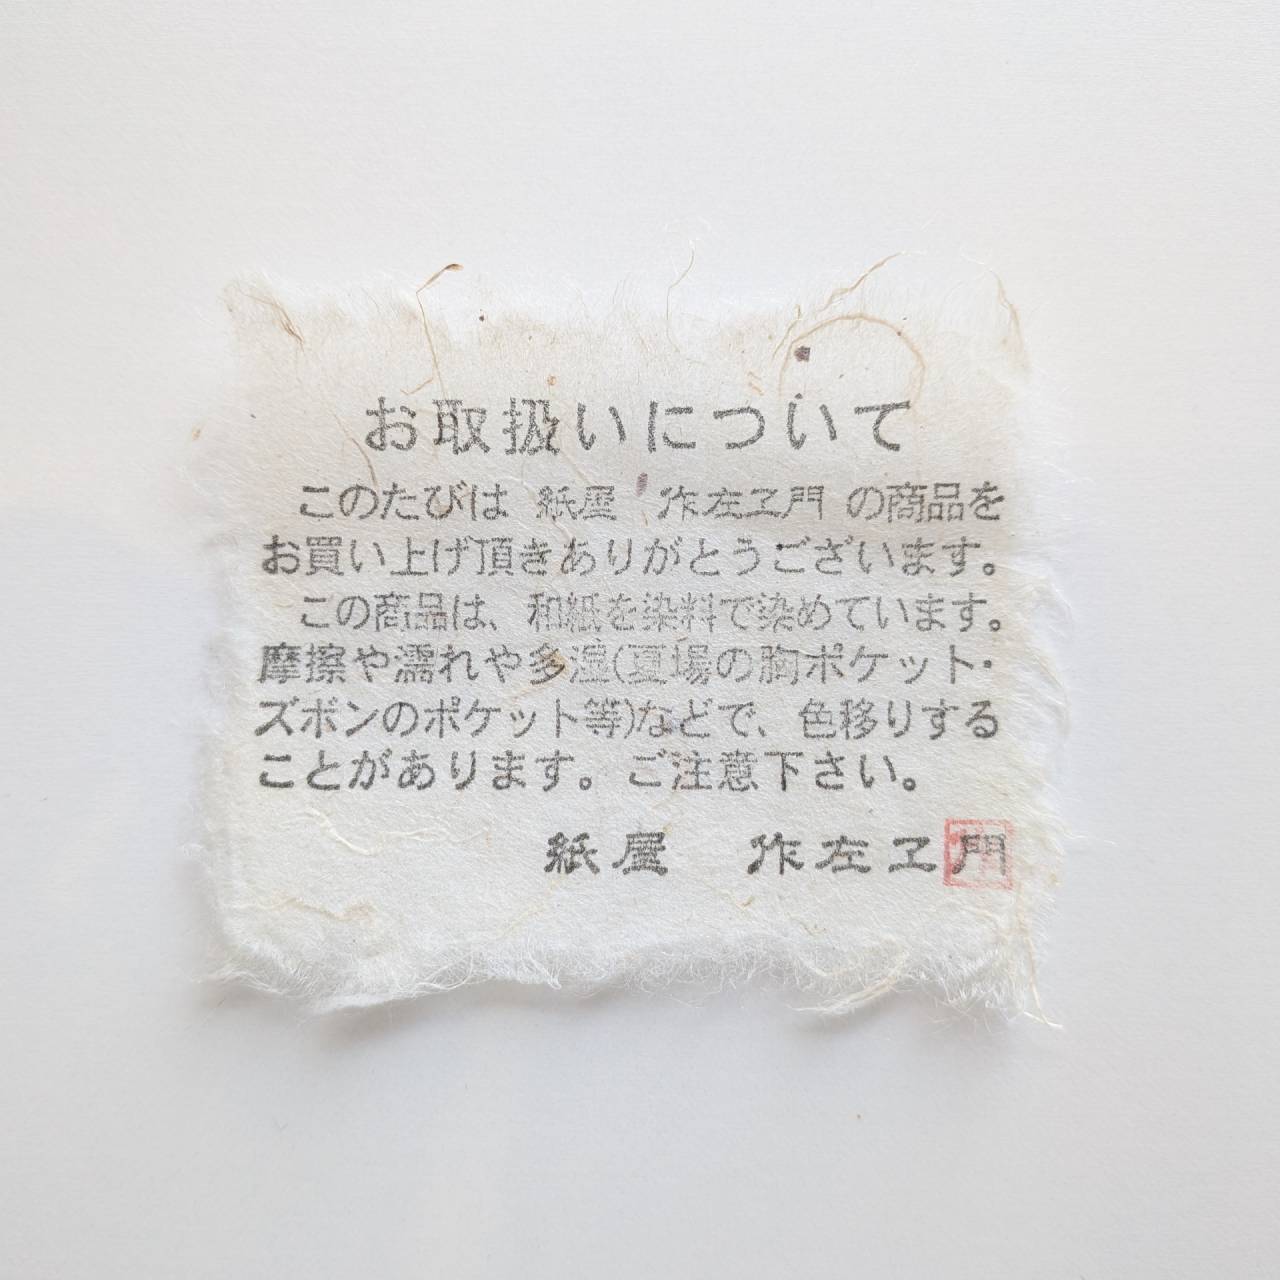 お取扱いについて
このたびは 紙屋 作左ヱ門 の商品を
お買い上げ頂きありがとうございます。
この商品は、和紙を染料で染めています。
摩擦や濡れや多湿(夏場の胸ポケット・
ズボンのポケット等)などで、色移りする
ことがあります。ご注意下さい。
紙屋 作左ヱ門